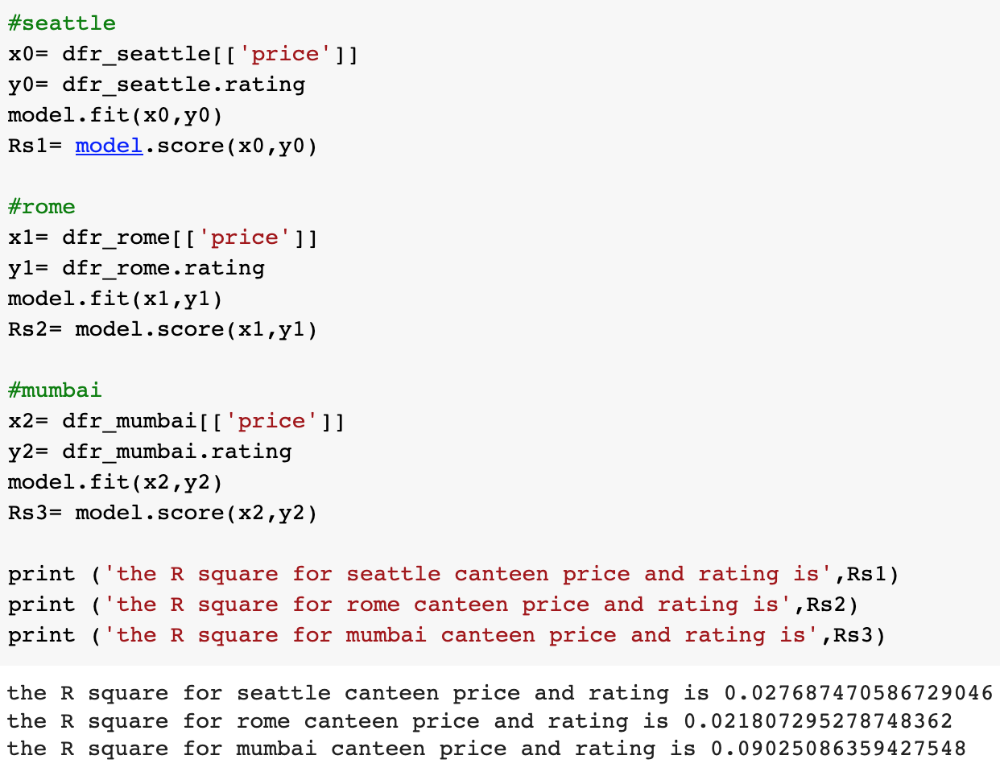 #seattle
x0= dfr_seattle[['price']]
y0= dfr_seattle.rating
model.fit(x0,y0)
Rs1= model.score(x0,y0)
#rome
x1= dfr_rome[['price']]
y1= dfr_rome.rating
model.fit(x1,y1)
Rs2= model.score(x1,y1)
#mumbai
x2= dfr_mumbai[['price']]
y2= dfr_mumbai.rating
model.fit(x2,y2)
Rs3= model.score(x2,y2)
print ('the R square for seattle canteen price and rating is',Rs1)
print ('the R square for rome canteen price and rating is',Rs2)
print ('the R square for mumbai canteen price and rating is',Rs3)
the R square for seattle canteen price and rating is 0.027687470586729046
the R square for rome canteen price and rating is 0.021807295278748362
the R square for mumbai canteen price and rating is 0.09025086359427548